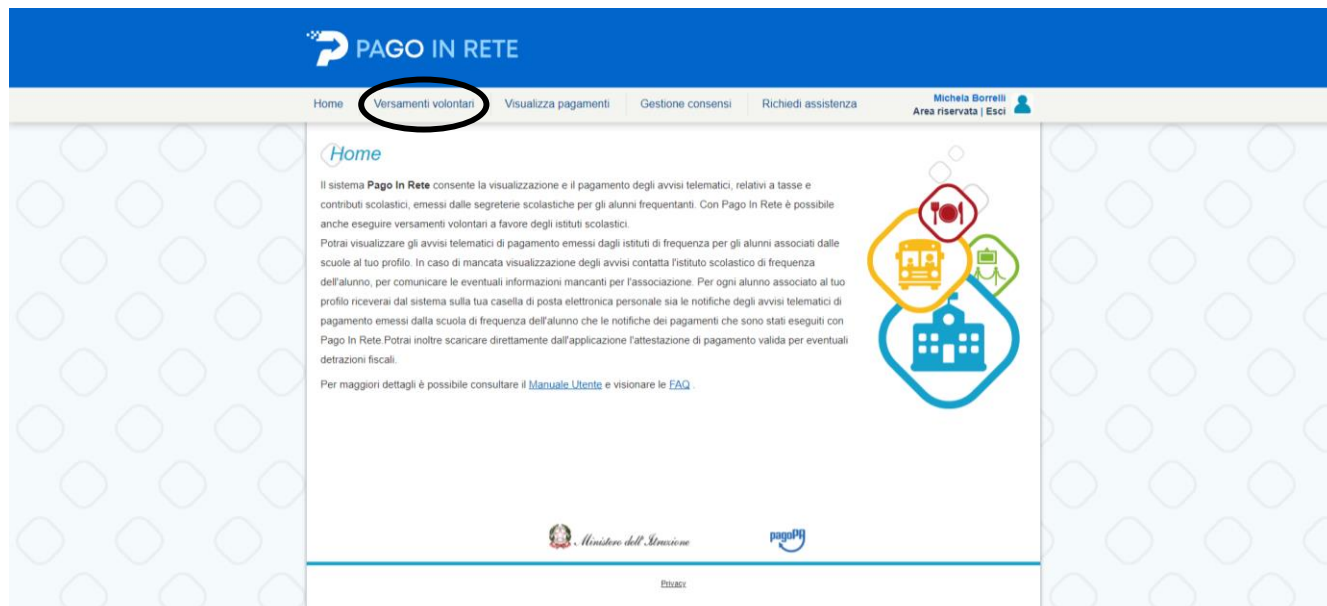 PAGO IN RETE
Home Versamenti volontari Visualizza pagamenti Gestione consensi Richiedi assistenza Michela Borrelli
Area riservata | Esci
Home
Il sistema Pago In Rete consente la visualizzazione e il pagamento degli avvisi telematici, relativi a tasse e
contributi scolastici, emessi dalle segreterie scolastiche per gli alunni frequentanti. Con Pago In Rete è possibile
anche eseguire versamenti volontari a favore degli istituti scolastici.
Potrai visualizzare gli avvisi telematici di pagamento emessi dagli istituti di frequenza per gli alunni associati dalle
scuole al tuo profilo. In caso di mancata visualizzazione degli avvisi contatta l'istituto scolastico di frequenza
dell'alunno, per comunicare le eventuali informazioni mancanti per l'associazione. Per ogni alunno associato al tuo
profilo riceverai dal sistema sulla tua casella di posta elettronica personale sia le notifiche degli avvisi telematici di
pagamento emessi dalla scuola di frequenza dell'alunno che le notifiche dei pagamenti che sono stati eseguiti con
Pago In Rete.Potrai inoltre scaricare direttamente dall'applicazione l'attestazione di pagamento valida per eventuali
detrazioni fiscali.
Per maggiori dettagli è possibile consultare il Manuale Utente e visionare le FAQ .
Ministero dell'Istruzione pagoPA
Privacy